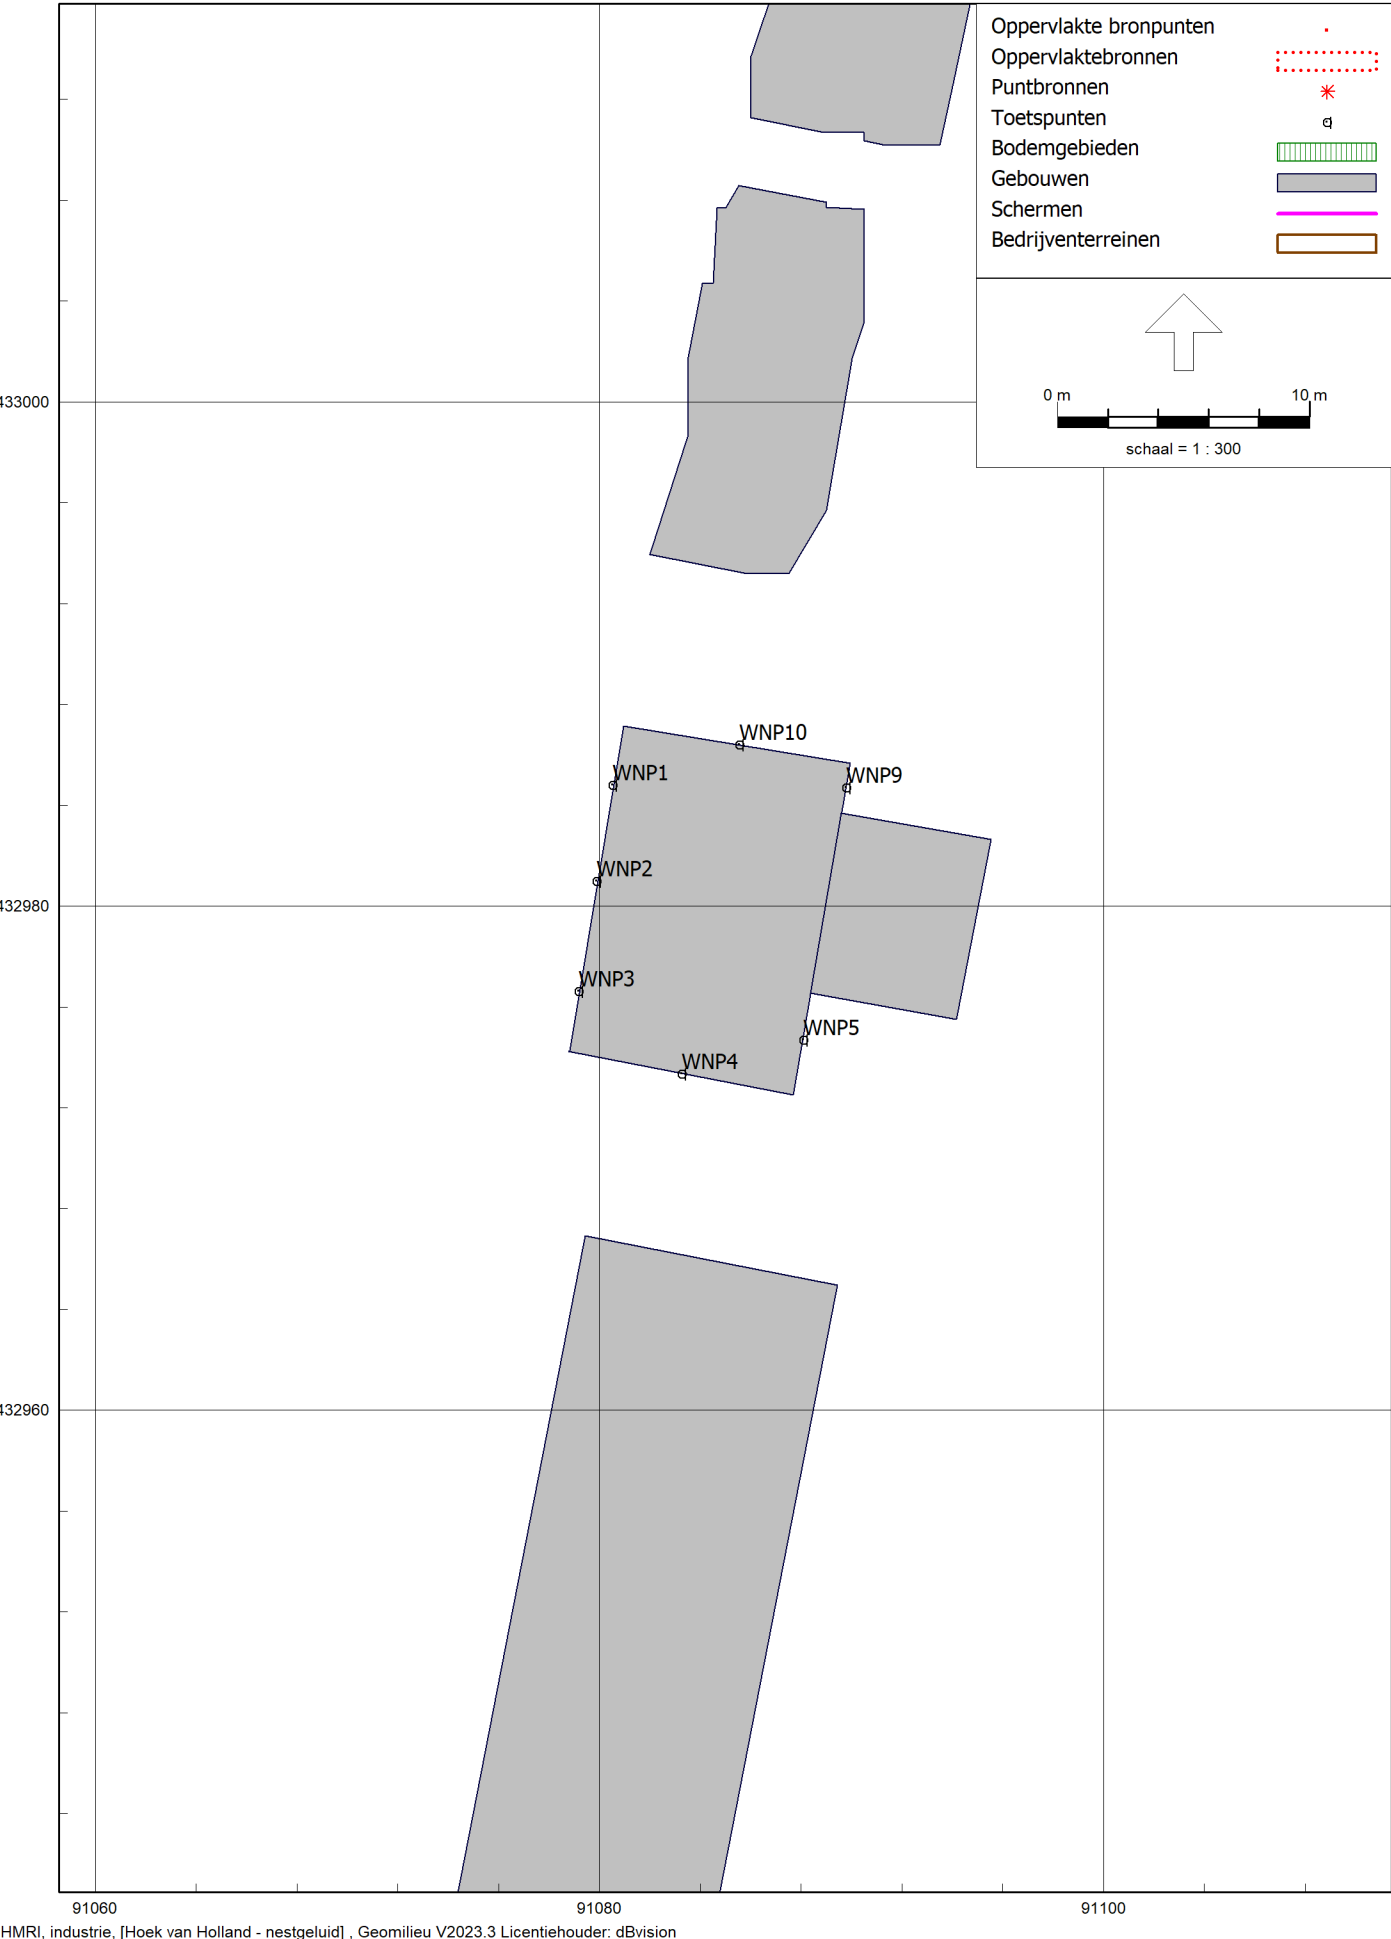 Oppervlakte bronpunten
Oppervlaktebronnen
Puntbronnen
Toetspunten
Bodemgebieden
Gebouwen
Schermen
Bedrijventerreinen
0 m 10 m
schaal = 1 : 300
433000
WNP10
WNP1
WNP9
WNP2
432980
WNP3
WNP5
WNP4
432960
91060 91080 91100
HMRI, industrie, [Hoek van Holland - nestgeluid] , Geomilieu V2023.3 Licentiehouder: dBvision